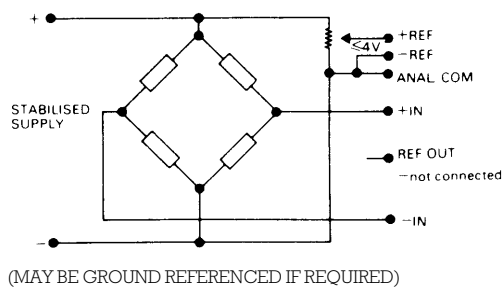 +
+REF
≤4V
−REF
ANAL COM
STABILISED
SUPPLY
+IN
REF OUT
−not connected
−IN
−
(MAY BE GROUND REFERENCED IF REQUIRED)